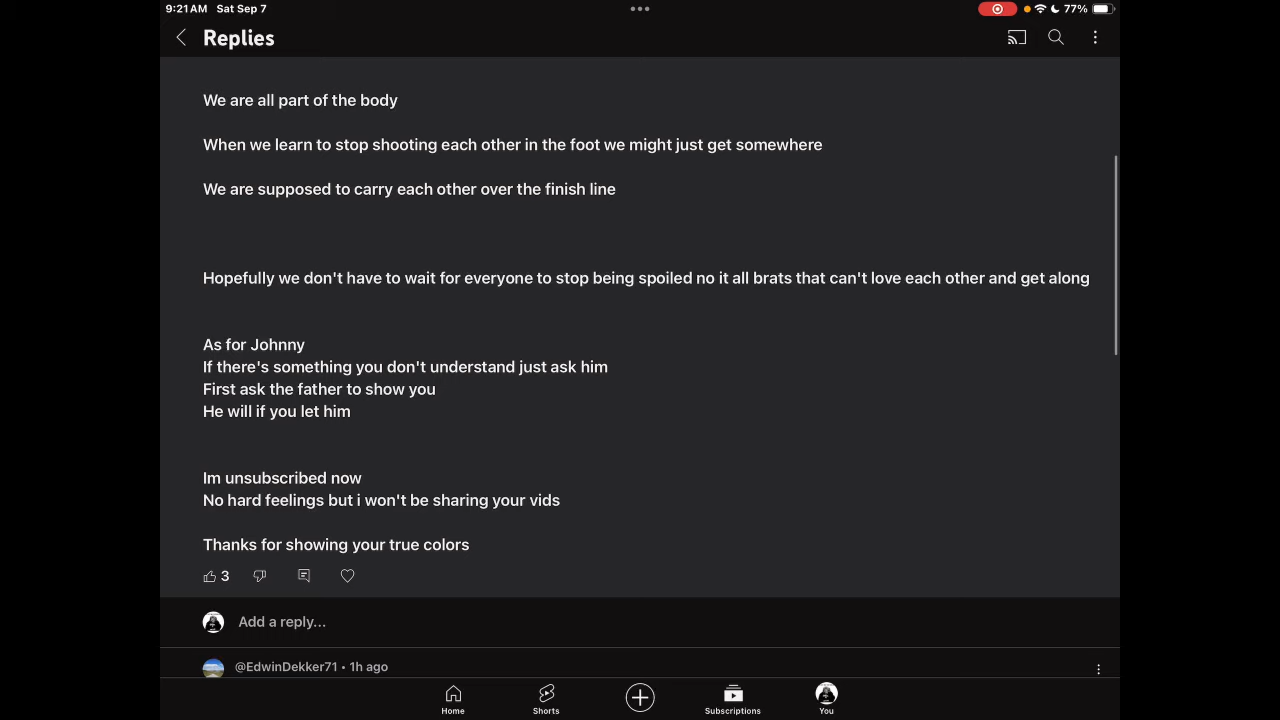 9:21AM Sat Sep 7
77%
Replies
We are all part of the body
When we learn to stop shooting each other in the foot we might just get somewhere
We are supposed to carry each other over the finish line
Hopefully we don't have to wait for everyone to stop being spoiled no it all brats that can't love each other and get along
As for Johnny
If there's something you don't understand just ask him
First ask the father to show you
He will if you let him
Im unsubscribed now
No hard feelings but i won't be sharing your vids
Thanks for showing your true colors
3
Add a reply...
@EdwinDekker71 • 1h ago
Home
Shorts
Subscriptions
You